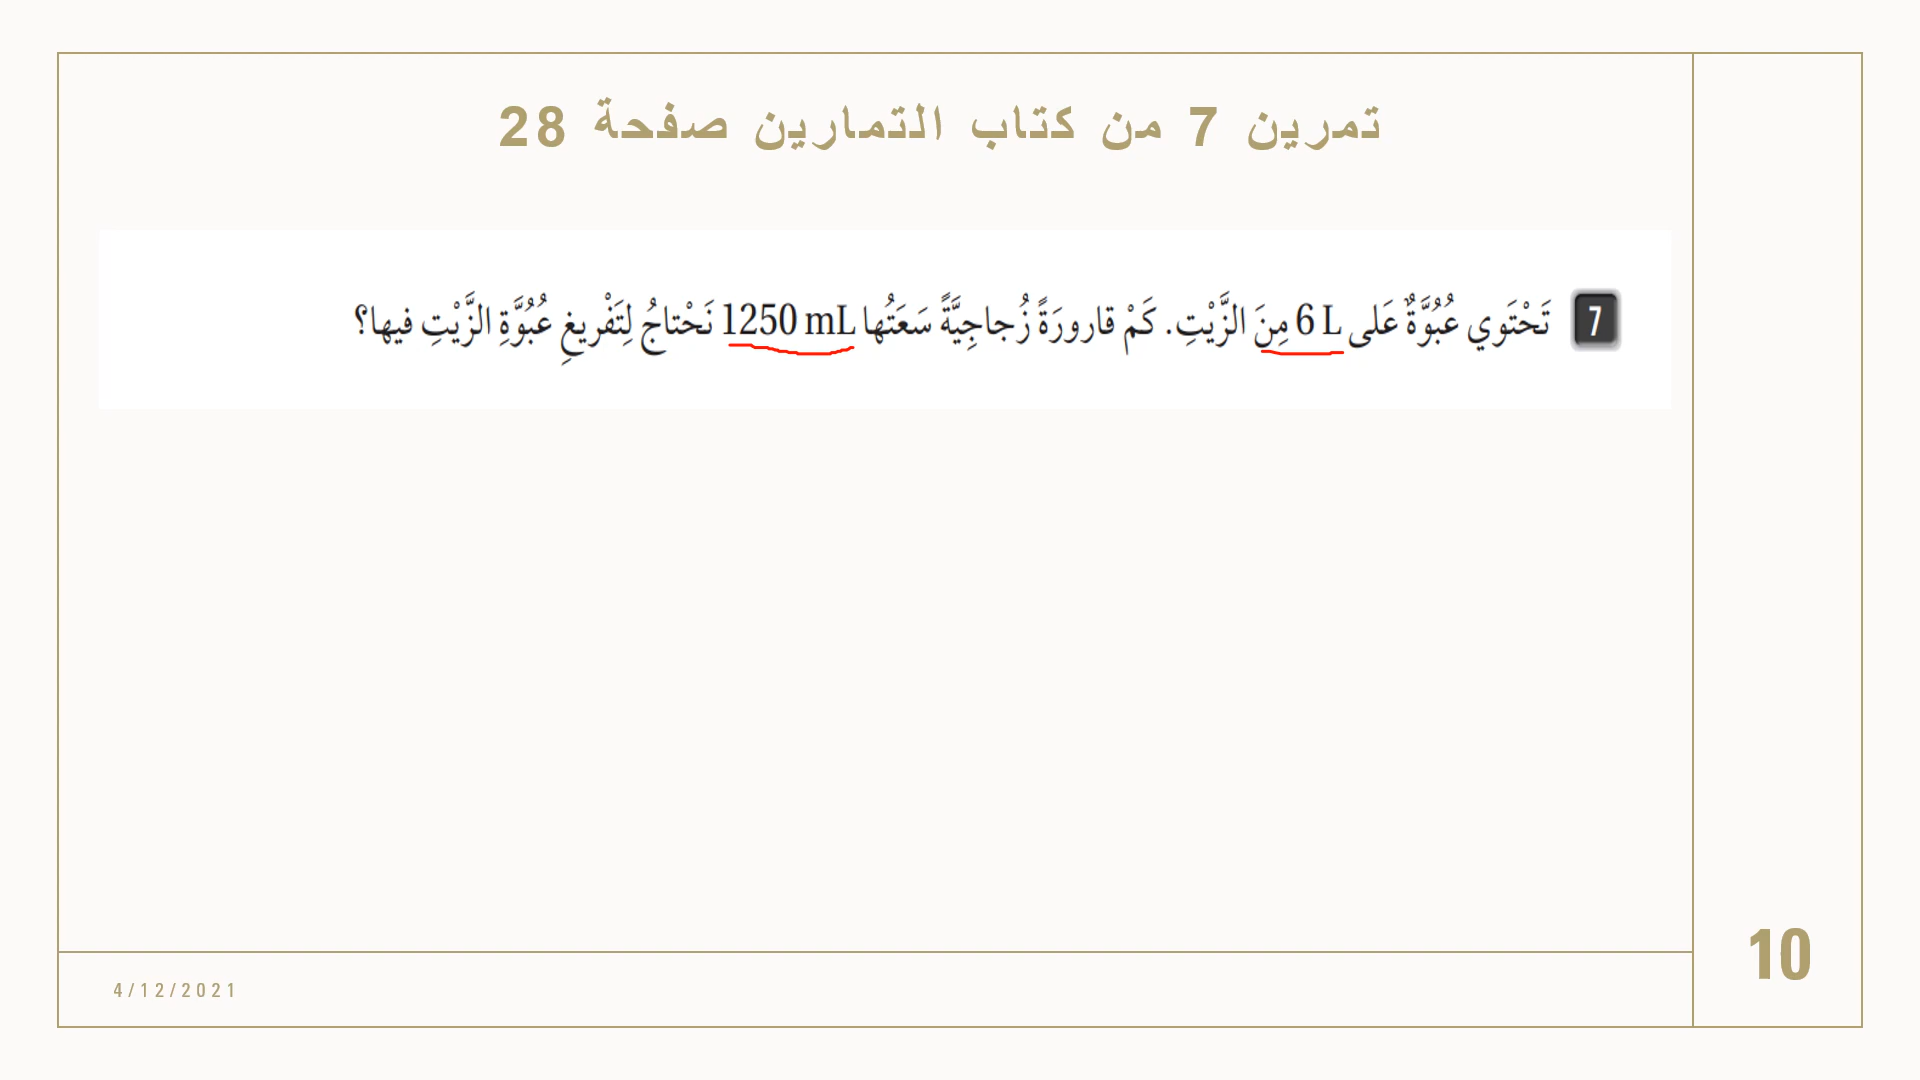 تمرين 7 من كتاب التمارين صفحة 28
7 تَحْتَوي عُبُوَّةٌ عَلى 6 L مِنَ الزَّيْتِ. كَمْ قارورَةً زُجاجِيَّةً سَعَتُها 1250 mL نَحْتاجُ لِتَفْريغِ عُبُوَّةِ الزَّيْتِ فيها؟
10
4/12/2021